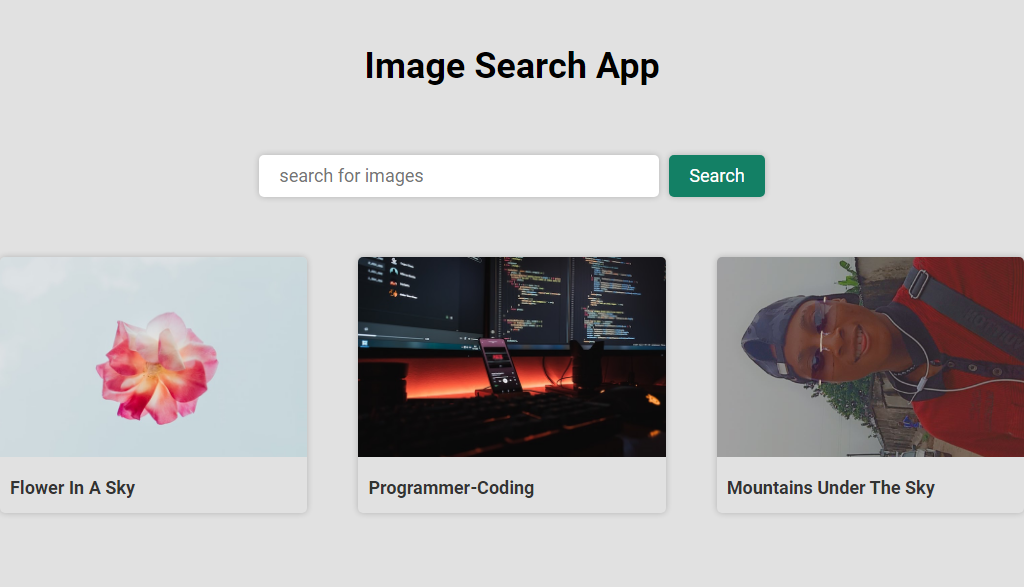 Image Search App
search for images
Search
Flower In A Sky
Programmer-Coding
Mountains Under The Sky